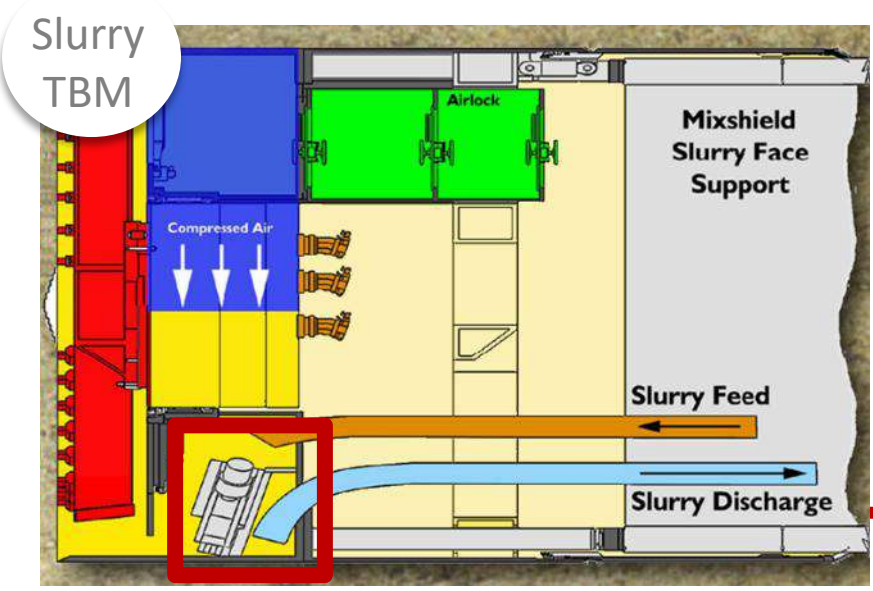 Slurry
TBM
Airlock
Mixshield
Slurry Face
Support
Compressed Air
Slurry Feed
Slurry Discharge